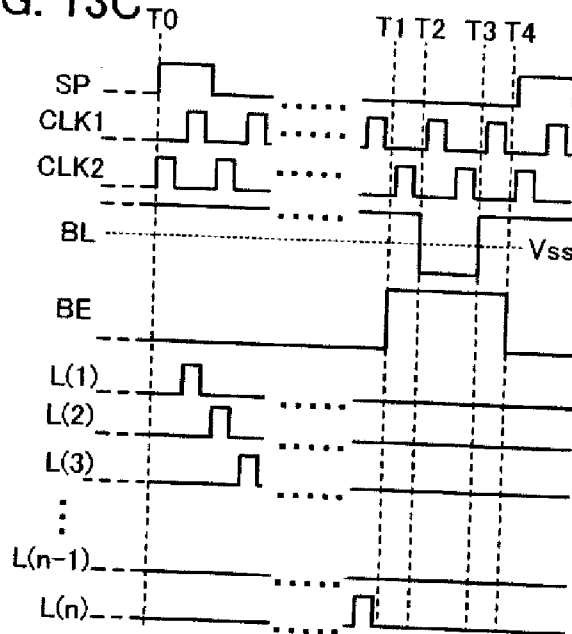 G. 13C
T0 T1 T2 T3 T4
SP
CLK1
CLK2
BL
Vss
BE
L(1)
L(2)
L(3)
L(n-1)
L(n)